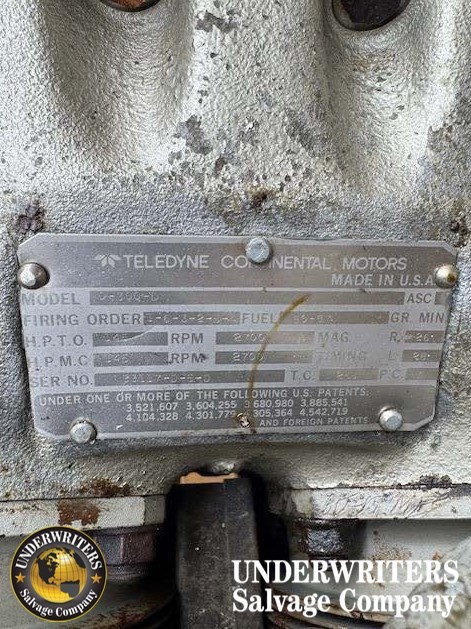 TELEDYNE CONTINENTAL MOTORS
MADE IN U.S.A.
MODEL O-300-D ASC
FIRING ORDER FUEL GR. MIN
H.P.T.O. RPM 2700 MAG. R.
H.P.M.C RPM 2700 TIMING L.
SER NO. T.C. P.C
UNDER ONE OR MORE OF THE FOLLOWING U.S. PATENTS:
3,521,607 3,604,255 3,680,980 3,885,541
4,104,328 4,301,779 4,305,364 4,542,719
AND FOREIGN PATENTS
UNDERWRITERS
Salvage Company
UNDERWRITERS
Salvage Company